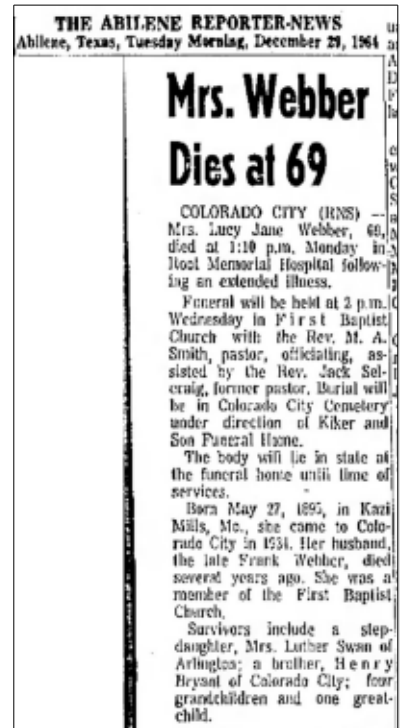 THE ABILENE REPORTER-NEWS
Abilene, Texas, Tuesday Morning, December 29, 1964
Mrs. Webber
Dies at 69
COLORADO CITY (RNS) —
Mrs. Lucy Jane Webber, 69,
died at 1:10 p.m. Monday in
Root Memorial Hospital follow-
ing an extended illness.
Funeral will be held at 2 p.m.
Wednesday in First Baptist
Church with the Rev. M. A.
Smith, pastor, officiating, as-
sisted by the Rev. Jack Sel-
craig, former pastor. Burial will
be in Colorado City Cemetery
under direction of Kiker and
Son Funeral Home.
The body will lie in state at
the funeral home until time of
services.
Born May 27, 1895, in Kazi
Mills, Mo., she came to Colo-
rado City in 1931. Her husband,
the late Frank Webber, died
several years ago. She was a
member of the First Baptist
Church.
Survivors include a step-
daughter, Mrs. Luther Swan of
Arlington; a brother, Henry
Bryant of Colorado City; four
grandchildren and one great-
child.